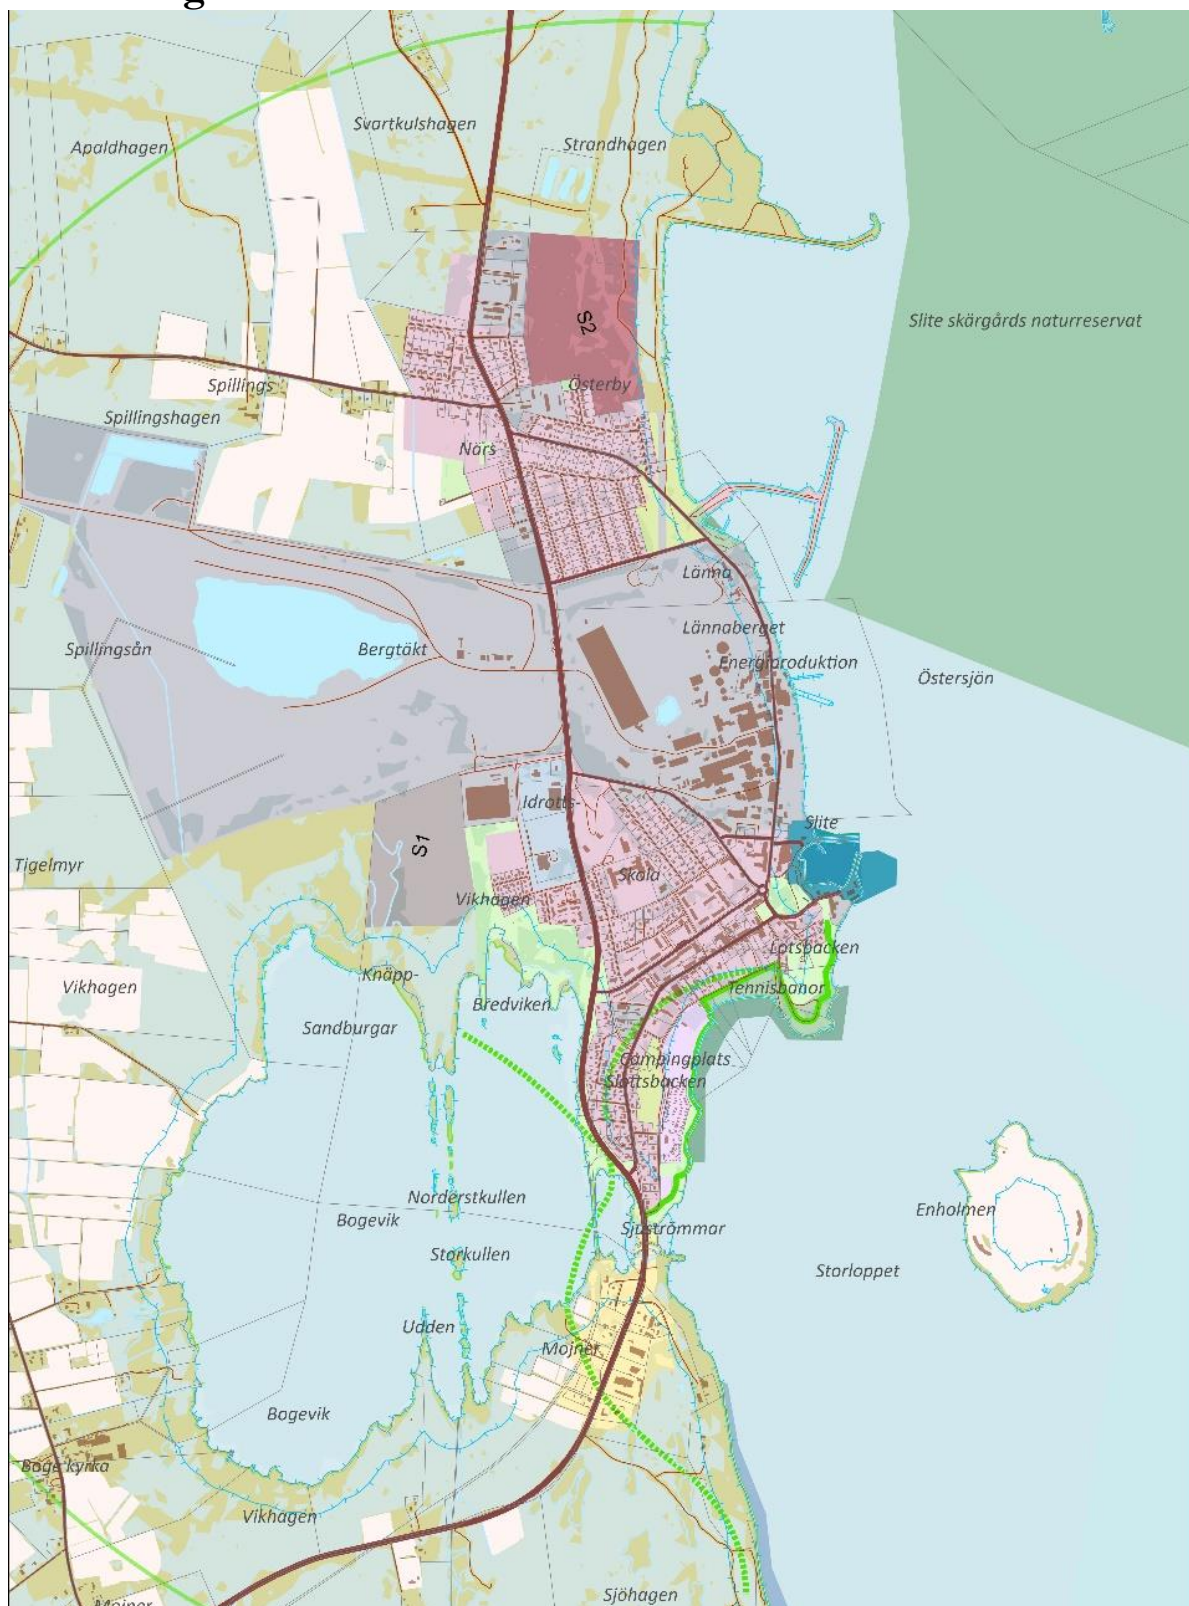 Svartkulshagen
Apaldhagen
Strandhagen
Slite skärgårds naturreservat
S2
Spillings
Österby
Spillingshagen
Närs
Länna
Lännaberget
Spillingsån
Bergtäkt
Energiproduktion
Östersjön
Idrotts-
Slite
S1
Tigelmyr
Skola
Vikhagen
Lotsbacken
Knäpp-
Vikhagen
Tennisbanor
Bredviken
Sandburgar
Campingplats
Slottsbacken
Norderstkullen
Enholmen
Bogevik
Sjuströmmar
Storkullen
Storloppet
Udden
Mojner
Bogevik
Boge kyrka
Vikhagen
Sjöhagen
Mojner